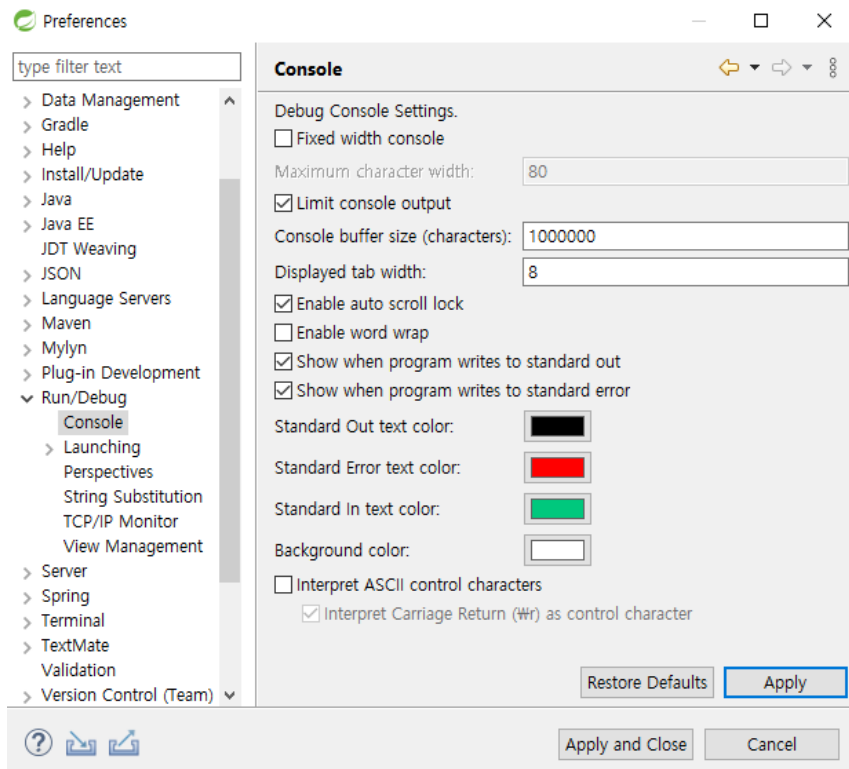 Preferences
type filter text
Data Management
Gradle
Help
Install/Update
Java
Java EE
JDT Weaving
JSON
Language Servers
Maven
Mylyn
Plug-in Development
Run/Debug
Console
Launching
Perspectives
String Substitution
TCP/IP Monitor
View Management
Server
Spring
Terminal
TextMate
Validation
Version Control (Team)
Console
Debug Console Settings.
Fixed width console
Maximum character width: 80
Limit console output
Console buffer size (characters): 1000000
Displayed tab width: 8
Enable auto scroll lock
Enable word wrap
Show when program writes to standard out
Show when program writes to standard error
Standard Out text color:
Standard Error text color:
Standard In text color:
Background color:
Interpret ASCII control characters
Interpret Carriage Return (₩r) as control character
Restore Defaults Apply
Apply and Close Cancel